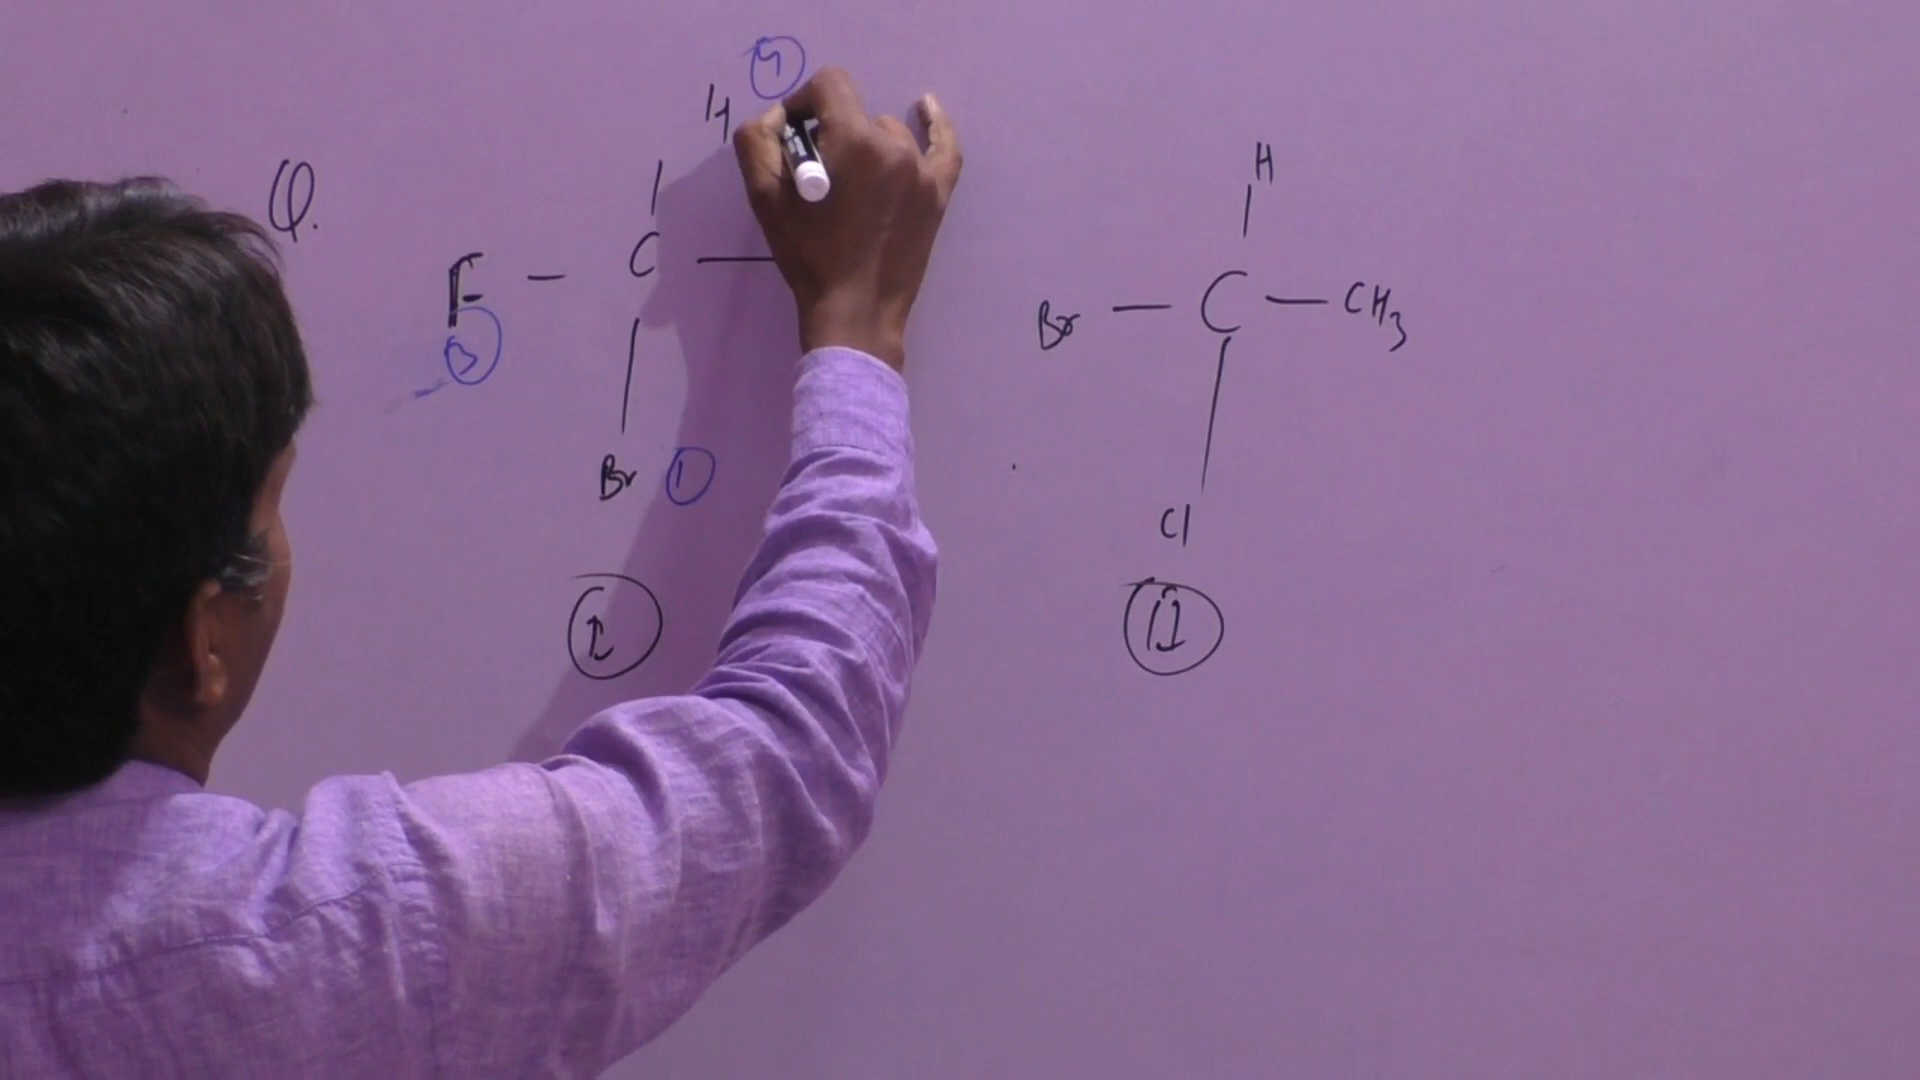 Q.
H 4
F — C —
3
Br 1
I
H
Br — C — CH3
Cl
II